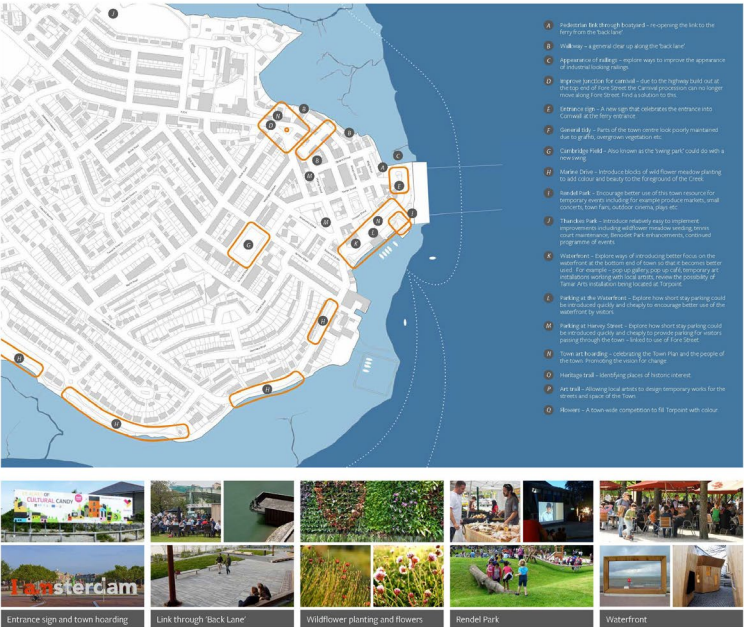 A Pedestrian link through boatyard – re-opening the link to the
ferry from the 'back lane'
B Walkway – a general clear up along the 'back lane'
C Appearance of railings – explore ways to improve the appearance
of industrial looking railings
D Improve junction for carnival – due to the highway build out at
the top end of Fore Street the Carnival procession can no longer
move along Fore Street. Find a solution to this.
E Entrance sign – A new sign that celebrates the entrance into
Cornwall at the ferry entrance
F General tidy – Parts of the town centre look poorly maintained
due to graffiti, overgrown vegetation etc.
G Cambridge Field – Also known as the 'swing park' could do with a
new swing
H Marine Drive – Introduce blocks of wild flower meadow planting
to add colour and beauty to the foreground of the Creek.
I Rendel Park – Encourage better use of this town resource for
temporary events including for example produce markets, small
concerts, town fairs, outdoor cinema, plays etc
J Thanckes Park – introduce relatively easy to implement
improvements including wildflower meadow seeding, tennis
court maintenance, Benodet Park enhancements, continued
programme of events
K Waterfront – Explore ways of introducing better focus on the
waterfront at the bottom end of town so that it becomes better
used. For example – pop up gallery, pop up café, temporary art
installations working with local artists, review the possibility of
Tamar Arts installation being located at Torpoint
L Parking at the Waterfront – Explore how short stay parking could
be introduced quickly and cheaply to encourage better use of the
waterfront by visitors
M Parking at Harvey Street – Explore how short stay parking could
be introduced quickly and cheaply to provide parking for visitors
passing through the town – linked to use of Fore Street
N Town art hoarding – celebrating the Town Plan and the people of
the town. Promoting the vision for change.
O Heritage trail – Identifying places of historic interest
P Art trail – Allowing local artists to design temporary works for the
streets and space of the Town
Q Flowers – A town wide competition to fill Torpoint with colour
J
N
D
B
B
B
M
C
A
E
M
N
I
L
K
G
H
H
H
H
CULTURAL CANDY
I amsterdam
Entrance sign and town hoarding
Link through 'Back Lane'
Wildflower planting and flowers
Rendel Park
Waterfront